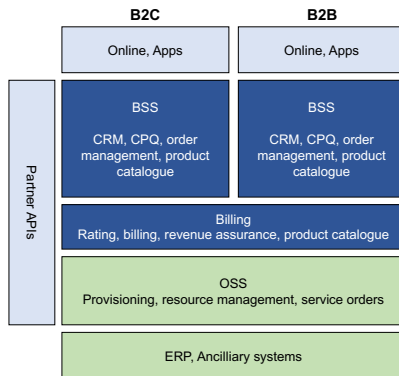 B2C
B2B
Online, Apps
Online, Apps
Partner APIs
BSS
CRM, CPQ, order
management, product
catalogue
BSS
CRM, CPQ, order
management, product
catalogue
Billing
Rating, billing, revenue assurance, product catalogue
OSS
Provisioning, resource management, service orders
ERP, Ancilliary systems